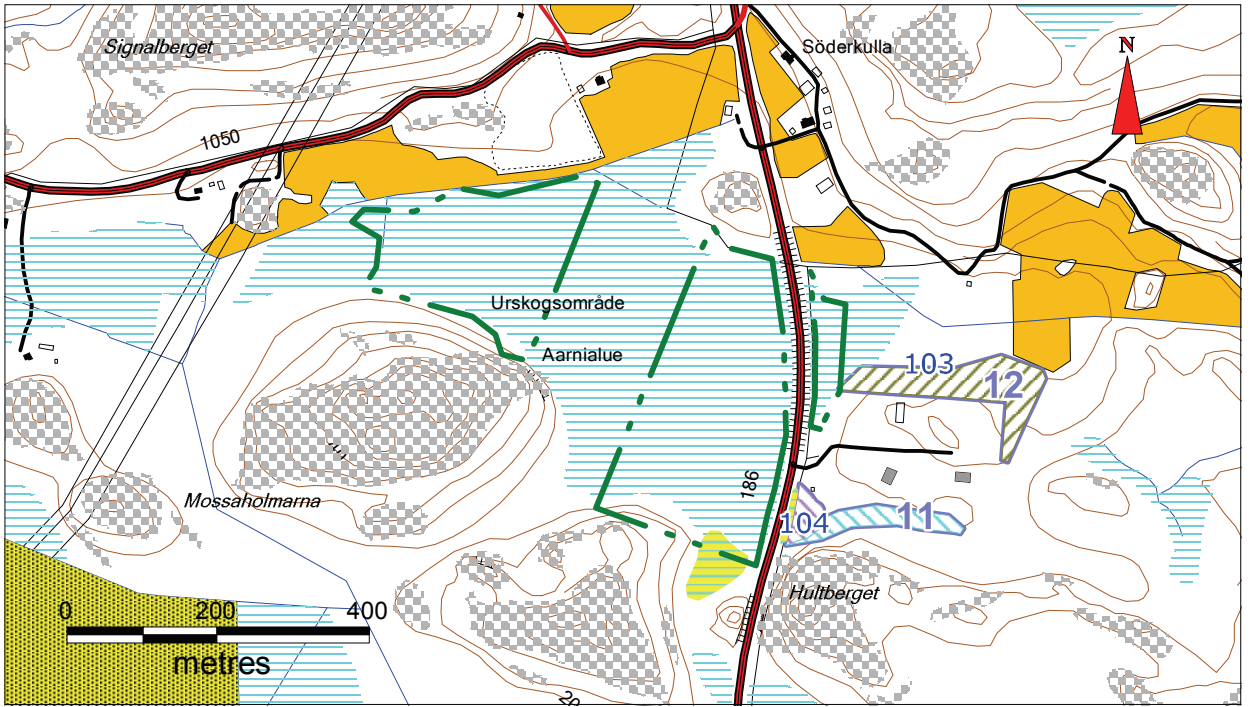 Signalberget
Söderkulla
N
1050
Urskogsområde
Aarnialue
103
12
186
Mossaholmarna
104
11
Hultberget
0 200 400
metres
20